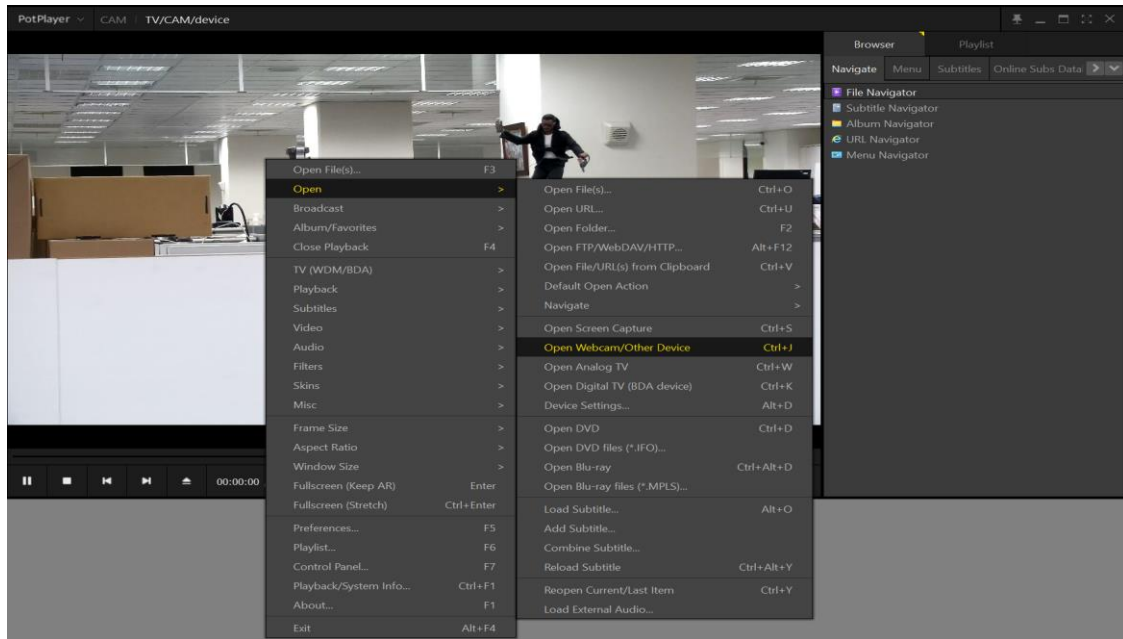 PotPlayer CAM TV/CAM/device
Browser Playlist
Navigate Menu Subtitles Online Subs Data
File Navigator
Subtitle Navigator
Album Navigator
URL Navigator
Menu Navigator
Open File(s)... F3
Open >
Broadcast >
Album/Favorites >
Close Playback F4
TV (WDM/BDA) >
Playback >
Subtitles >
Video >
Audio >
Filters >
Skins >
Misc >
Frame Size >
Aspect Ratio >
Window Size >
Fullscreen (Keep AR) Enter
Fullscreen (Stretch) Ctrl+Enter
Preferences... F5
Playlist... F6
Control Panel... F7
Playback/System Info... Ctrl+F1
About... F1
Exit Alt+F4
Open File(s)... Ctrl+O
Open URL... Ctrl+U
Open Folder... F2
Open FTP/WebDAV/HTTP... Alt+F12
Open File/URL(s) from Clipboard Ctrl+V
Default Open Action >
Navigate >
Open Screen Capture Ctrl+S
Open Webcam/Other Device Ctrl+J
Open Analog TV Ctrl+W
Open Digital TV (BDA device) Ctrl+K
Device Settings... Alt+D
Open DVD Ctrl+D
Open DVD files (*.IFO)...
Open Blu-ray Ctrl+Alt+D
Open Blu-ray files (*.MPLS)...
Load Subtitle... Alt+O
Add Subtitle...
Combine Subtitle...
Reload Subtitle Ctrl+Alt+Y
Reopen Current/Last Item Ctrl+Y
Load External Audio...
00:00:00